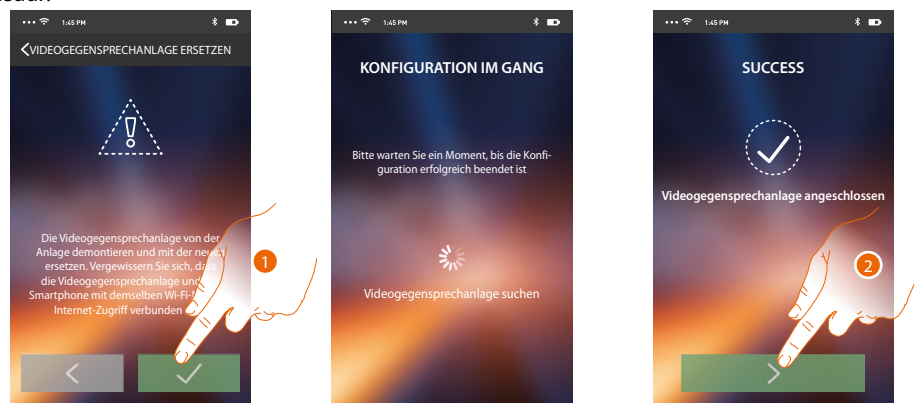 1:45 PM
VIDEOGEGENSPRECHANLAGE ERSETZEN
Die Videogegensprechanlage von der
Anlage demontieren und mit der neuen
ersetzen. Vergewissern Sie sich, dass
die Videogegensprechanlage und
Smartphone mit demselben Wi-Fi-
Internet-Zugriff verbunden
1
1:45 PM
KONFIGURATION IM GANG
Bitte warten Sie ein Moment, bis die Konfi-
guration erfolgreich beendet ist
Videogegensprechanlage suchen
1:45 PM
SUCCESS
Videogegensprechanlage angeschlossen
2